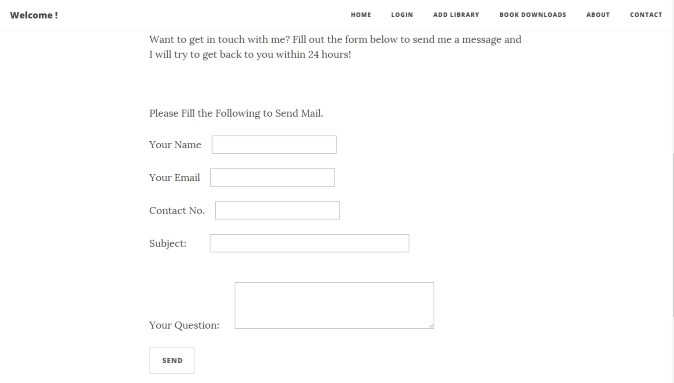 Welcome !
HOME LOGIN ADD LIBRARY BOOK DOWNLOADS ABOUT CONTACT
Want to get in touch with me? Fill out the form below to send me a message and
I will try to get back to you within 24 hours!
Please Fill the Following to Send Mail.
Your Name
Your Email
Contact No.
Subject:
Your Question:
SEND